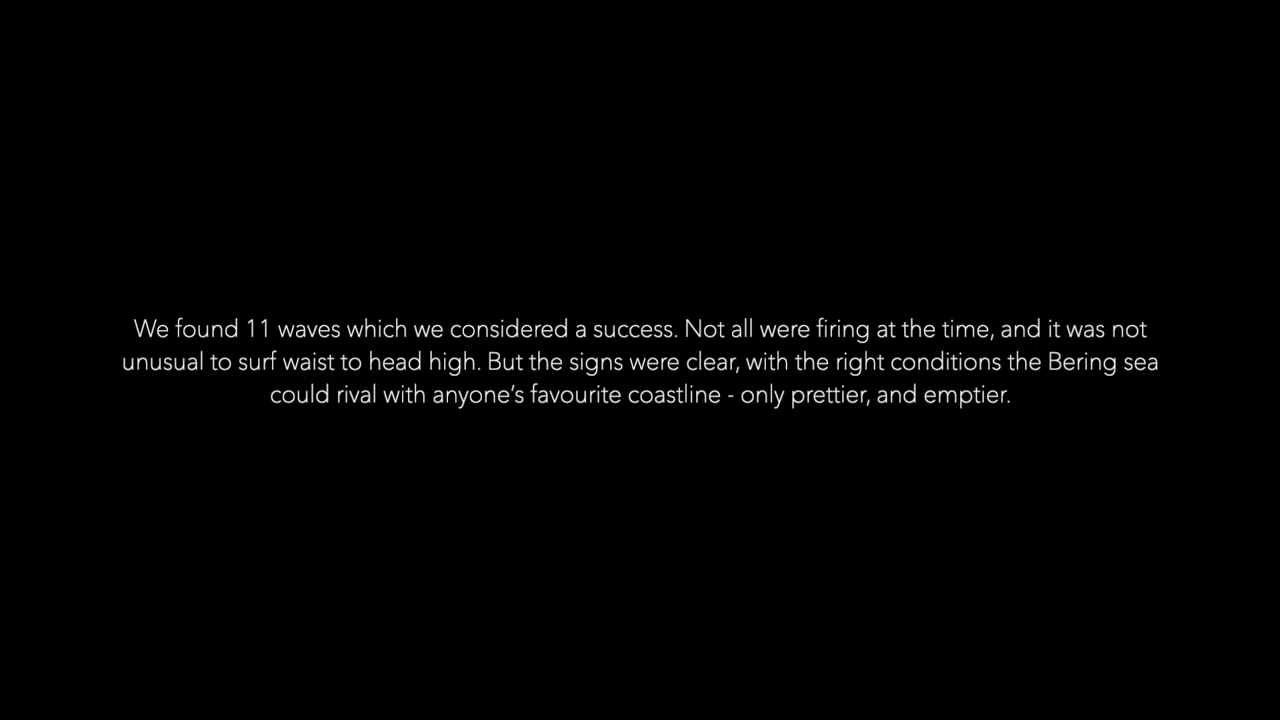 We found 11 waves which we considered a success. Not all were firing at the time, and it was not
unusual to surf waist to head high. But the signs were clear, with the right conditions the Bering sea
could rival with anyone’s favourite coastline - only prettier, and emptier.